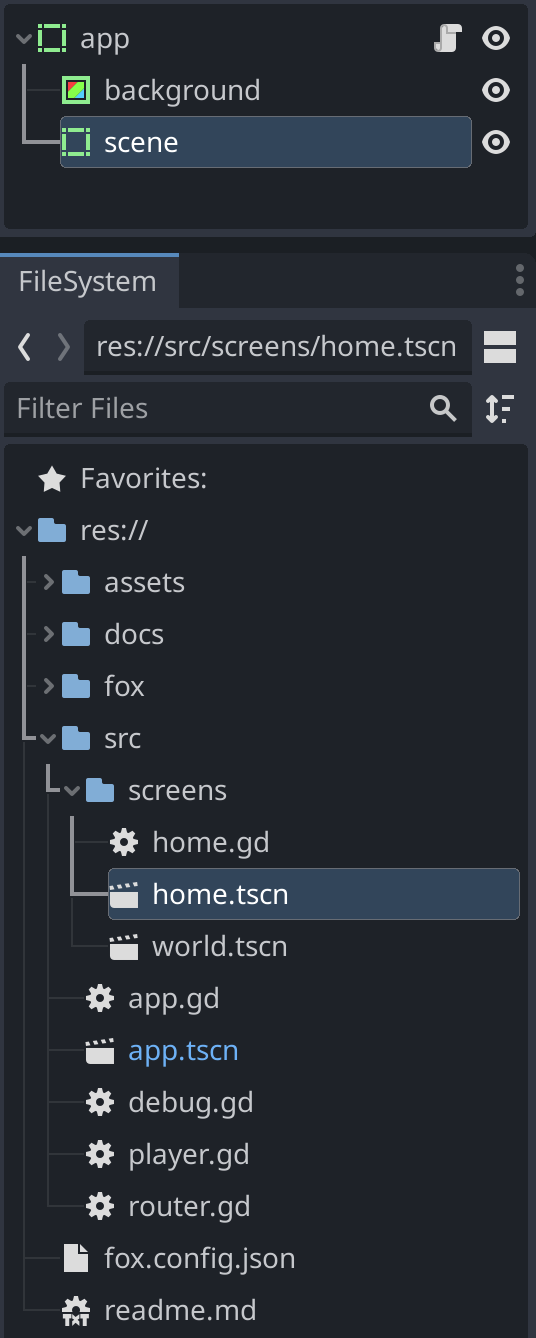 app
background
scene
FileSystem
res://src/screens/home.tscn
Filter Files
Favorites:
res://
assets
docs
fox
src
screens
home.gd
home.tscn
world.tscn
app.gd
app.tscn
debug.gd
player.gd
router.gd
fox.config.json
readme.md